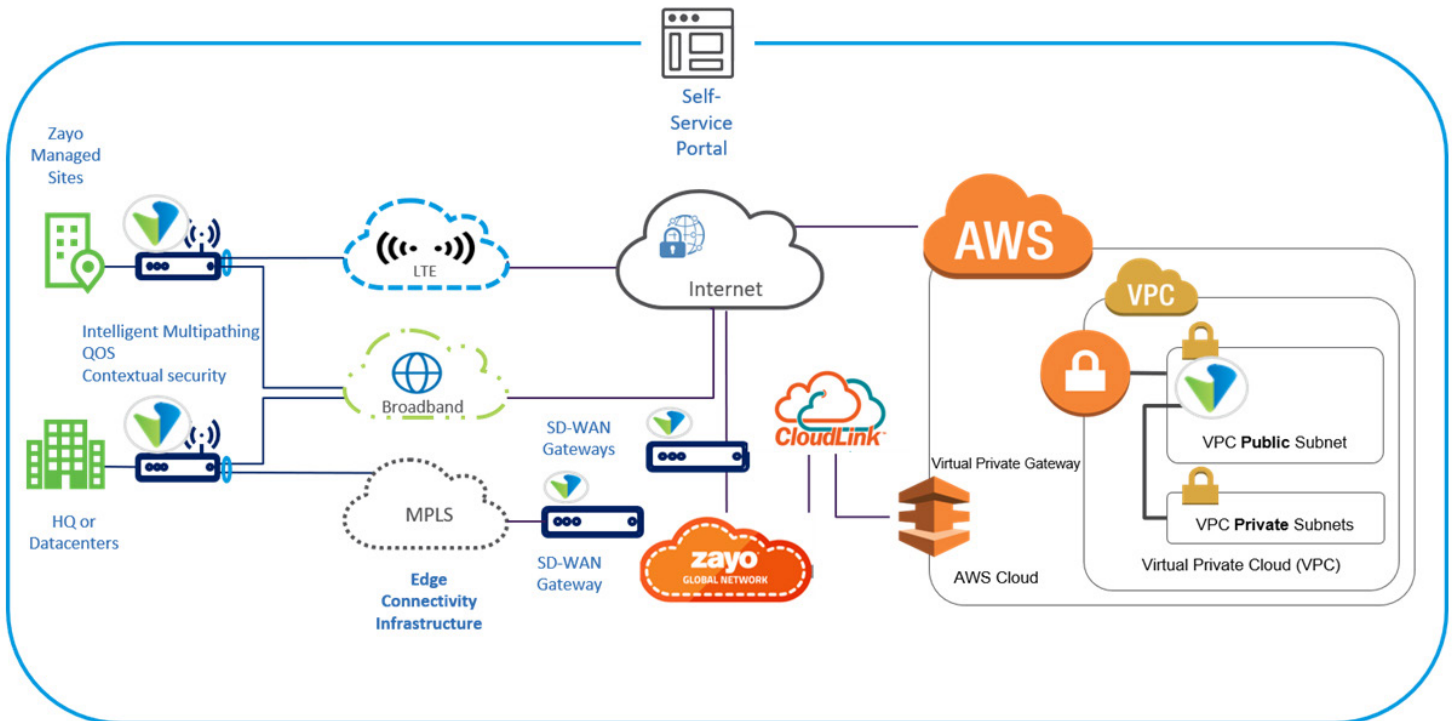 Self-
Service
Portal
Zayo
Managed
Sites
LTE
Internet
AWS
VPC
Intelligent Multipathing
QOS
Contextual security
Broadband
SD-WAN
Gateways
CloudLink
Virtual Private Gateway
VPC Public Subnet
HQ or
Datacenters
MPLS
SD-WAN
Gateway
zayo
GLOBAL NETWORK
AWS Cloud
VPC Private Subnets
Virtual Private Cloud (VPC)
Edge
Connectivity
Infrastructure